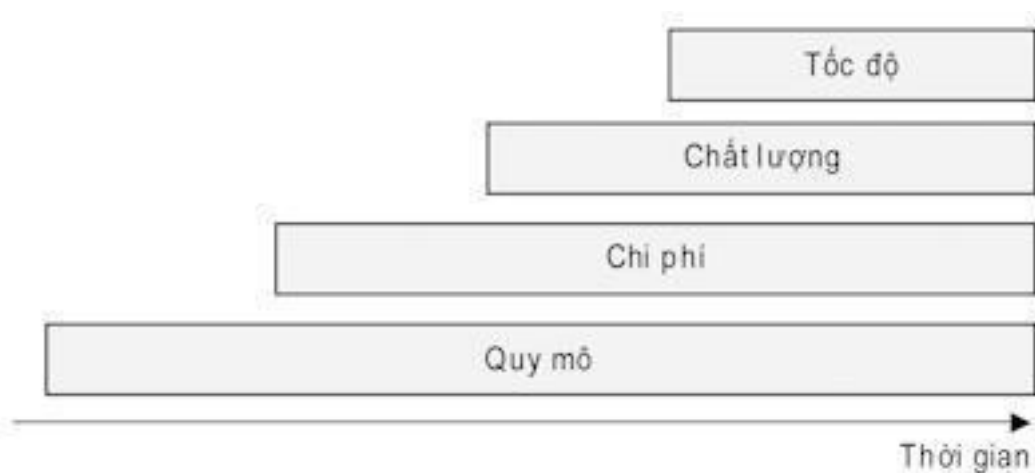 Tốc độ
Chất lượng
Chi phí
Quy mô
Thời gian